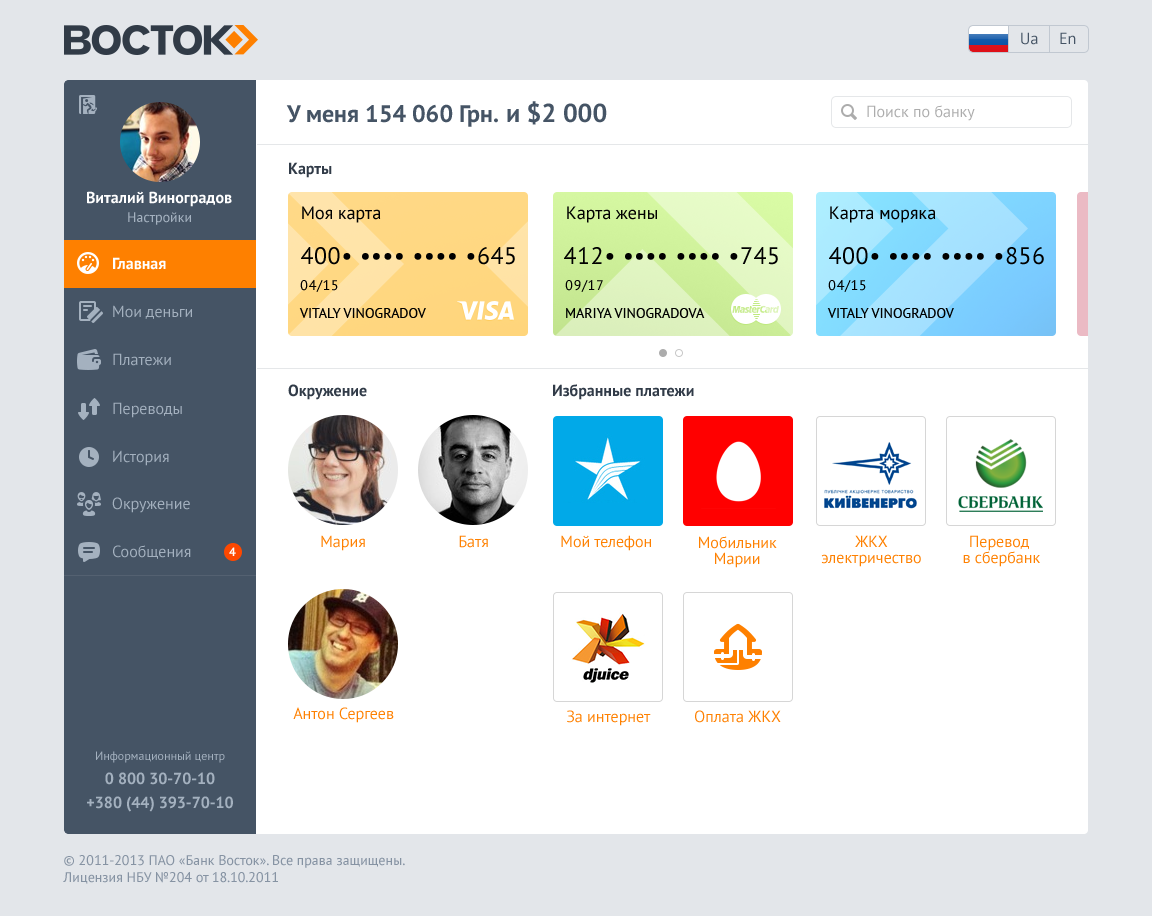 ВОСТОК
Ua
En
Виталий Виноградов
Настройки
Главная
Мои деньги
Платежи
Переводы
История
Окружение
Сообщения
4
Информационный центр
0 800 30-70-10
+380 (44) 393-70-10
У меня 154 060 Грн. и $2 000
Поиск по банку
Карты
Моя карта
400• •••• •••• •645
04/15
VITALY VINOGRADOV
VISA
Карта жены
412• •••• •••• •745
09/17
MARIYA VINOGRADOVA
MasterCard
Карта моряка
400• •••• •••• •856
04/15
VITALY VINOGRADOV
Окружение
Мария
Батя
Антон Сергеев
Избранные платежи
Мой телефон
Мобильник
Марии
ПУБЛІЧНЕ АКЦІОНЕРНЕ ТОВАРИСТВО
КИЇВЕНЕРГО
ЖКХ
электричество
СБЕРБАНК
Перевод
в сбербанк
djuice
За интернет
Оплата ЖКХ
© 2011-2013 ПАО «Банк Восток». Все права защищены.
Лицензия НБУ №204 от 18.10.2011